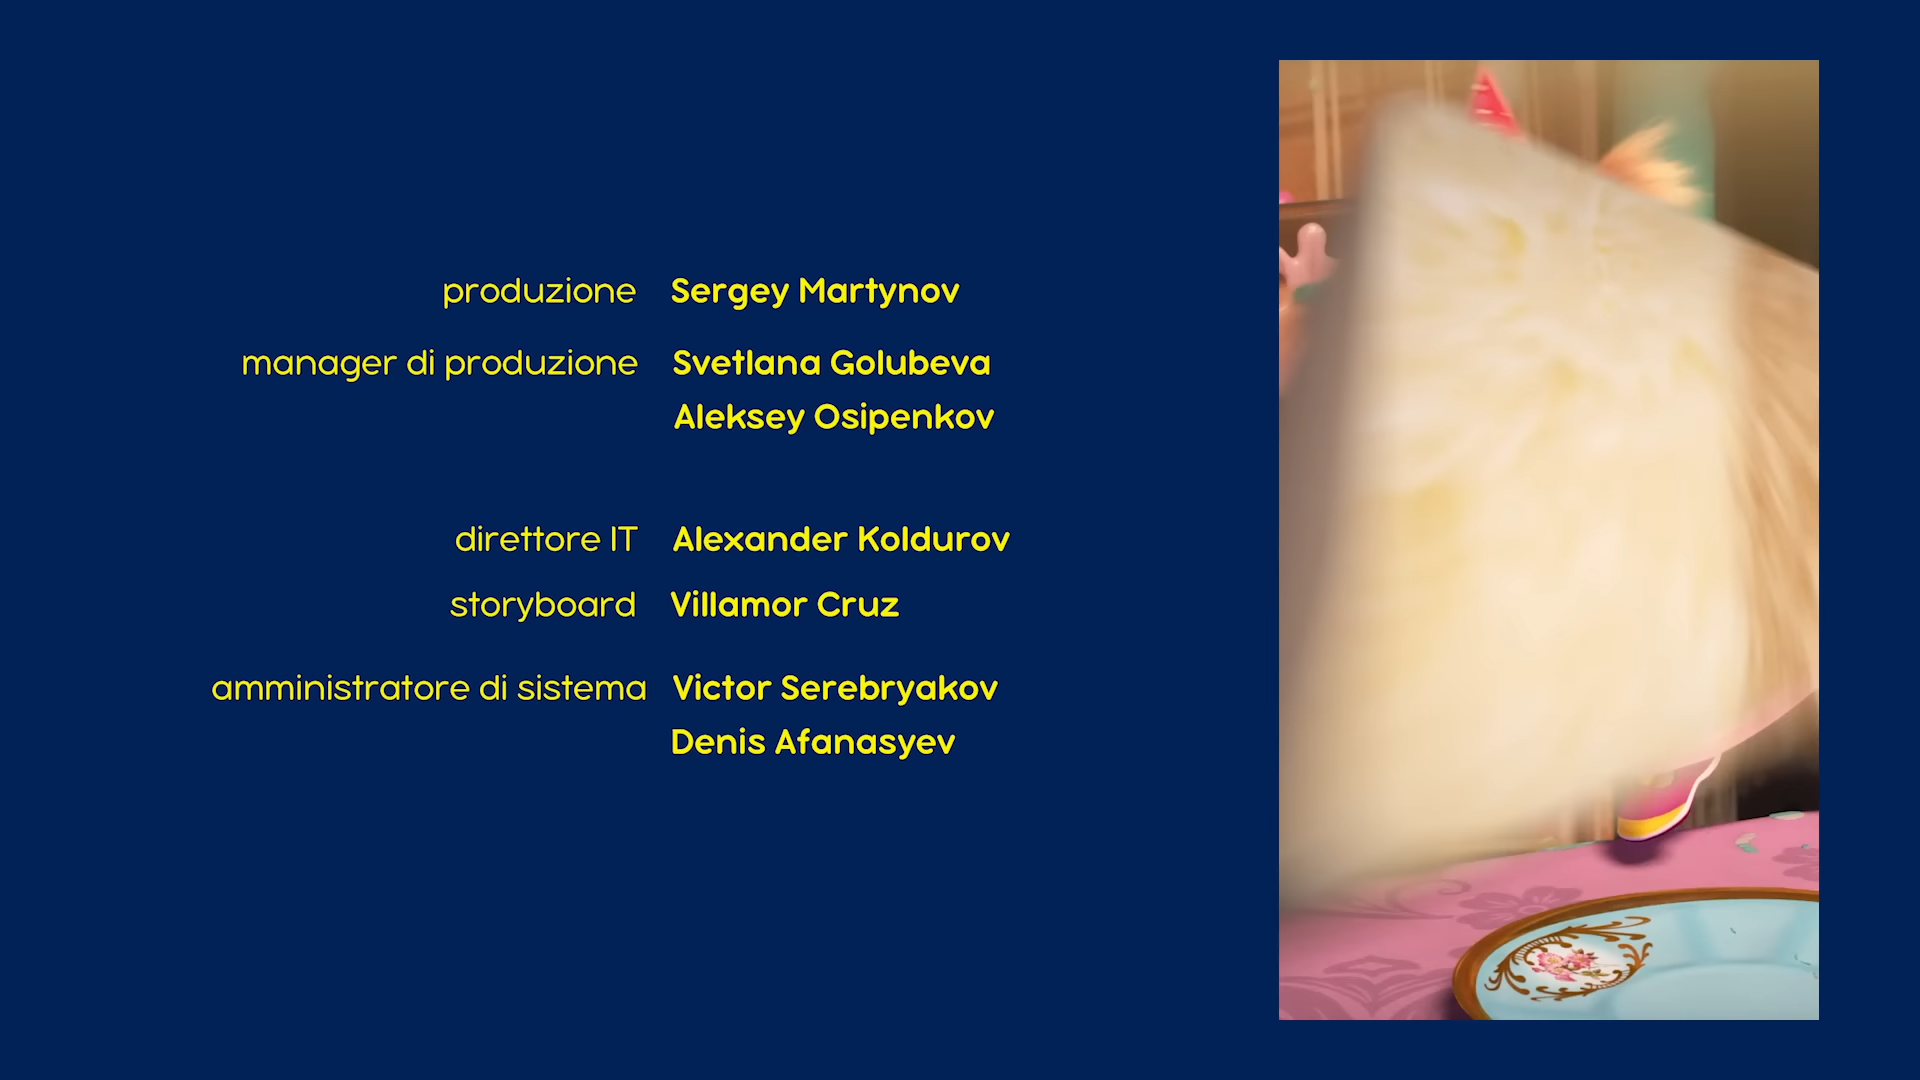 produzione Sergey Martynov
manager di produzione Svetlana Golubeva
Aleksey Osipenkov
direttore IT Alexander Koldurov
storyboard Villamor Cruz
amministratore di sistema Victor Serebryakov
Denis Afanasyev